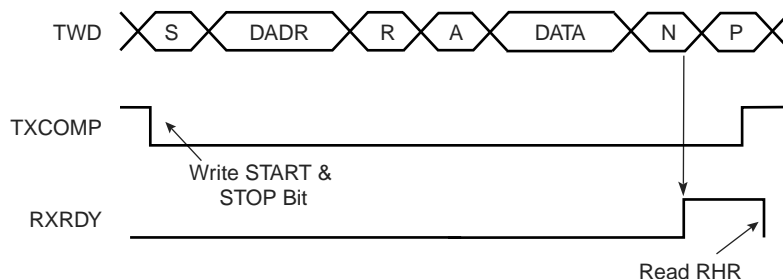 TWD S DADR R A DATA N P
TXCOMP
Write START &
STOP Bit
RXRDY
Read RHR